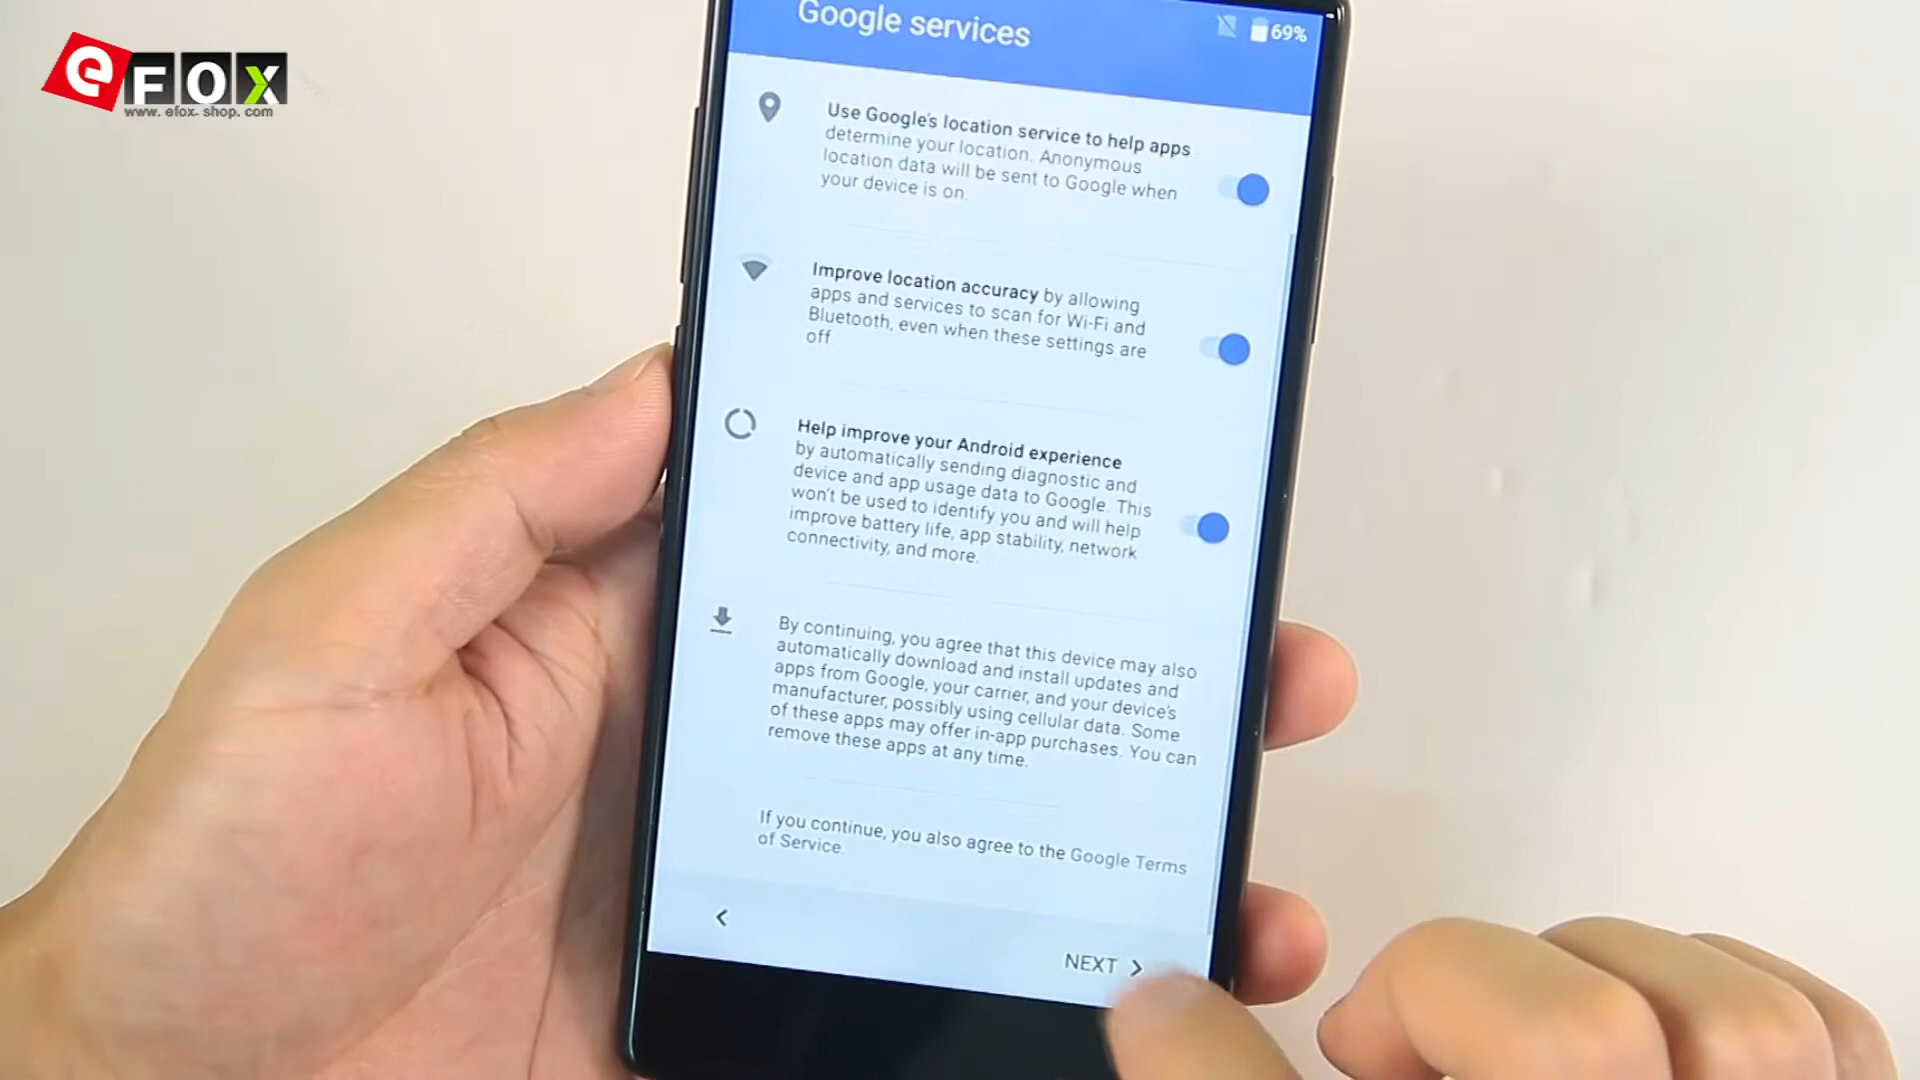 eFOX
www. efox-shop. com
Google services
69%
Use Google's location service to help apps
determine your location. Anonymous
location data will be sent to Google when
your device is on.
Improve location accuracy by allowing
apps and services to scan for Wi-Fi and
Bluetooth, even when these settings are
off.
Help improve your Android experience
by automatically sending diagnostic and
device and app usage data to Google. This
won't be used to identify you and will help
improve battery life, app stability, network
connectivity, and more.
By continuing, you agree that this device may also
automatically download and install updates and
apps from Google, your carrier, and your device's
manufacturer, possibly using cellular data. Some
of these apps may offer in-app purchases. You can
remove these apps at any time.
If you continue, you also agree to the Google Terms
of Service.
NEXT